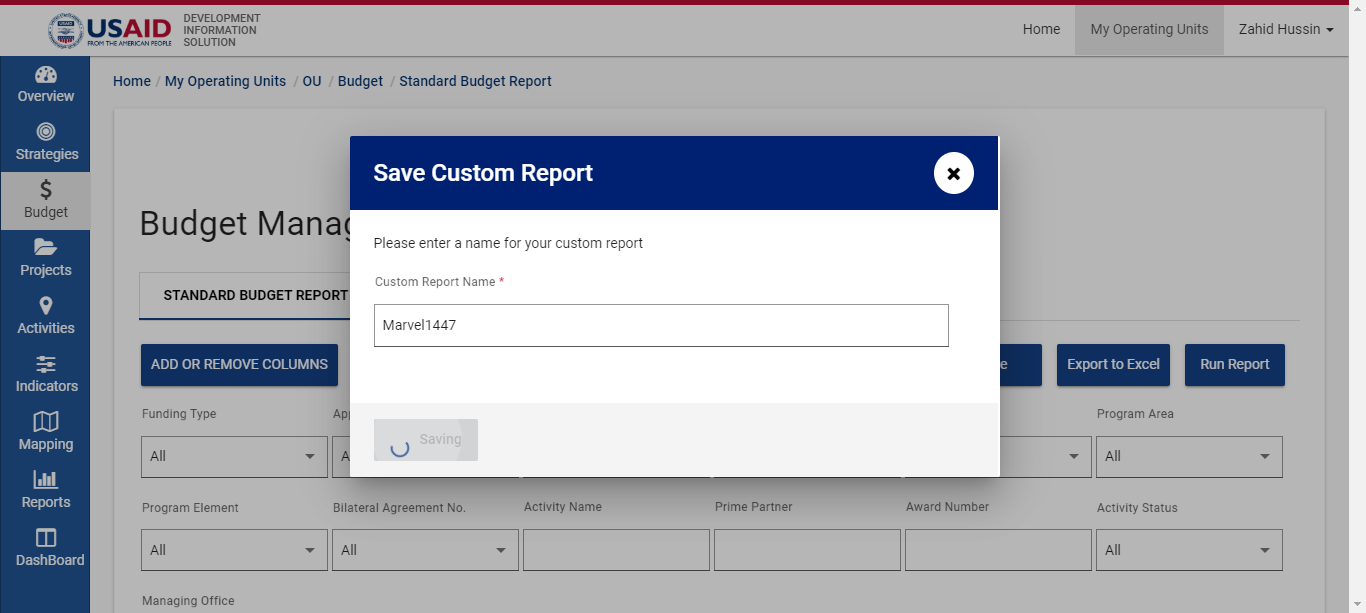 USAID
FROM THE AMERICAN PEOPLE
DEVELOPMENT
INFORMATION
SOLUTION
Home
My Operating Units
Zahid Hussin
Overview
Strategies
Budget
Projects
Activities
Indicators
Mapping
Reports
DashBoard
Home / My Operating Units / OU / Budget / Standard Budget Report
Save Custom Report
Please enter a name for your custom report
Custom Report Name *
Marvel1447
Saving
Budget Manag
STANDARD BUDGET REPORT
ADD OR REMOVE COLUMNS
e
Export to Excel
Run Report
Funding Type
Ap
Program Area
All
A
All
Program Element
Bilateral Agreement No.
Activity Name
Prime Partner
Award Number
Activity Status
All
All
All
Managing Office